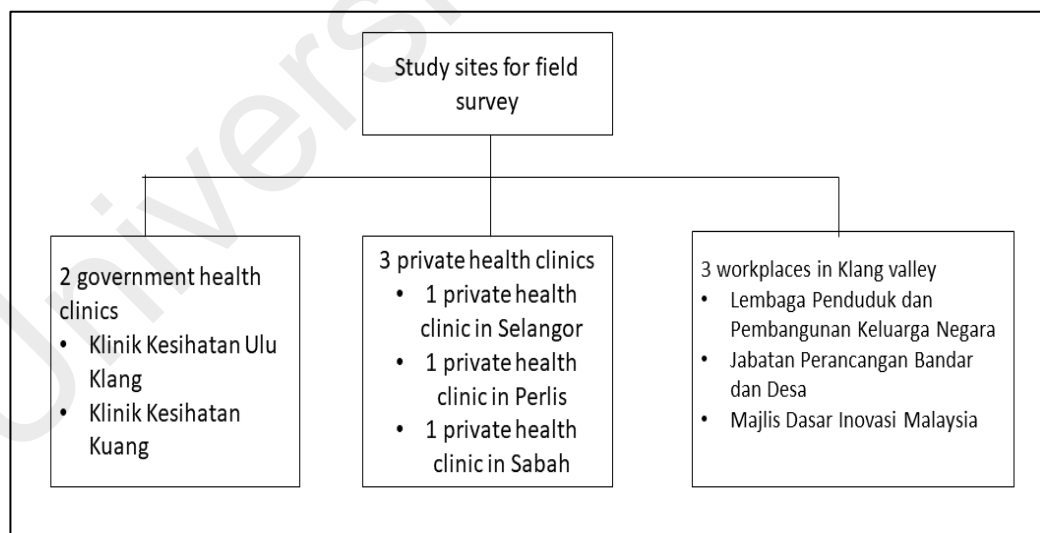 Universi
Study sites for field
survey
2 government health
clinics
• Klinik Kesihatan Ulu
Klang
• Klinik Kesihatan
Kuang
3 private health clinics
• 1 private health
clinic in Selangor
• 1 private health
clinic in Perlis
• 1 private health
clinic in Sabah
3 workplaces in Klang valley
• Lembaga Penduduk dan
Pembangunan Keluarga Negara
• Jabatan Perancangan Bandar
dan Desa
• Majlis Dasar Inovasi Malaysia